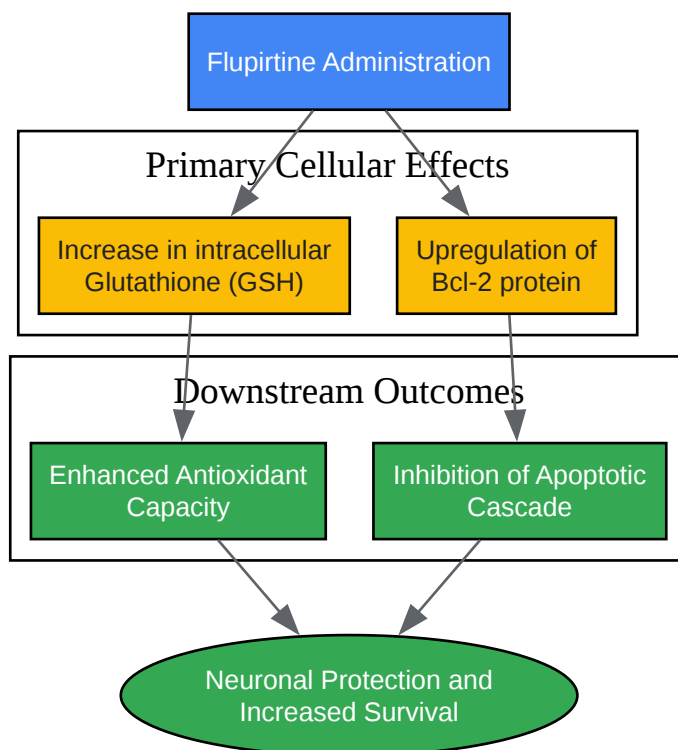 Flupirtine Administration
Primary Cellular Effects
Increase in intracellular
Glutathione (GSH)
Upregulation of
Bcl-2 protein
Downstream Outcomes
Enhanced Antioxidant
Capacity
Inhibition of Apoptotic
Cascade
Neuronal Protection and
Increased Survival